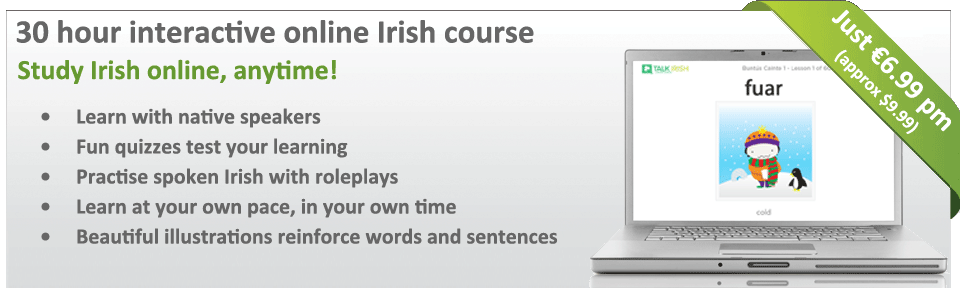 30 hour interactive online Irish course
Study Irish online, anytime!
• Learn with native speakers
• Fun quizzes test your learning
• Practise spoken Irish with roleplays
• Learn at your own pace, in your own time
• Beautiful illustrations reinforce words and sentences
TALK IRISH
Buntús Cainte 1 - Lesson 1 of
fuar
cold
Just €6.99 pm
(approx $9.99)